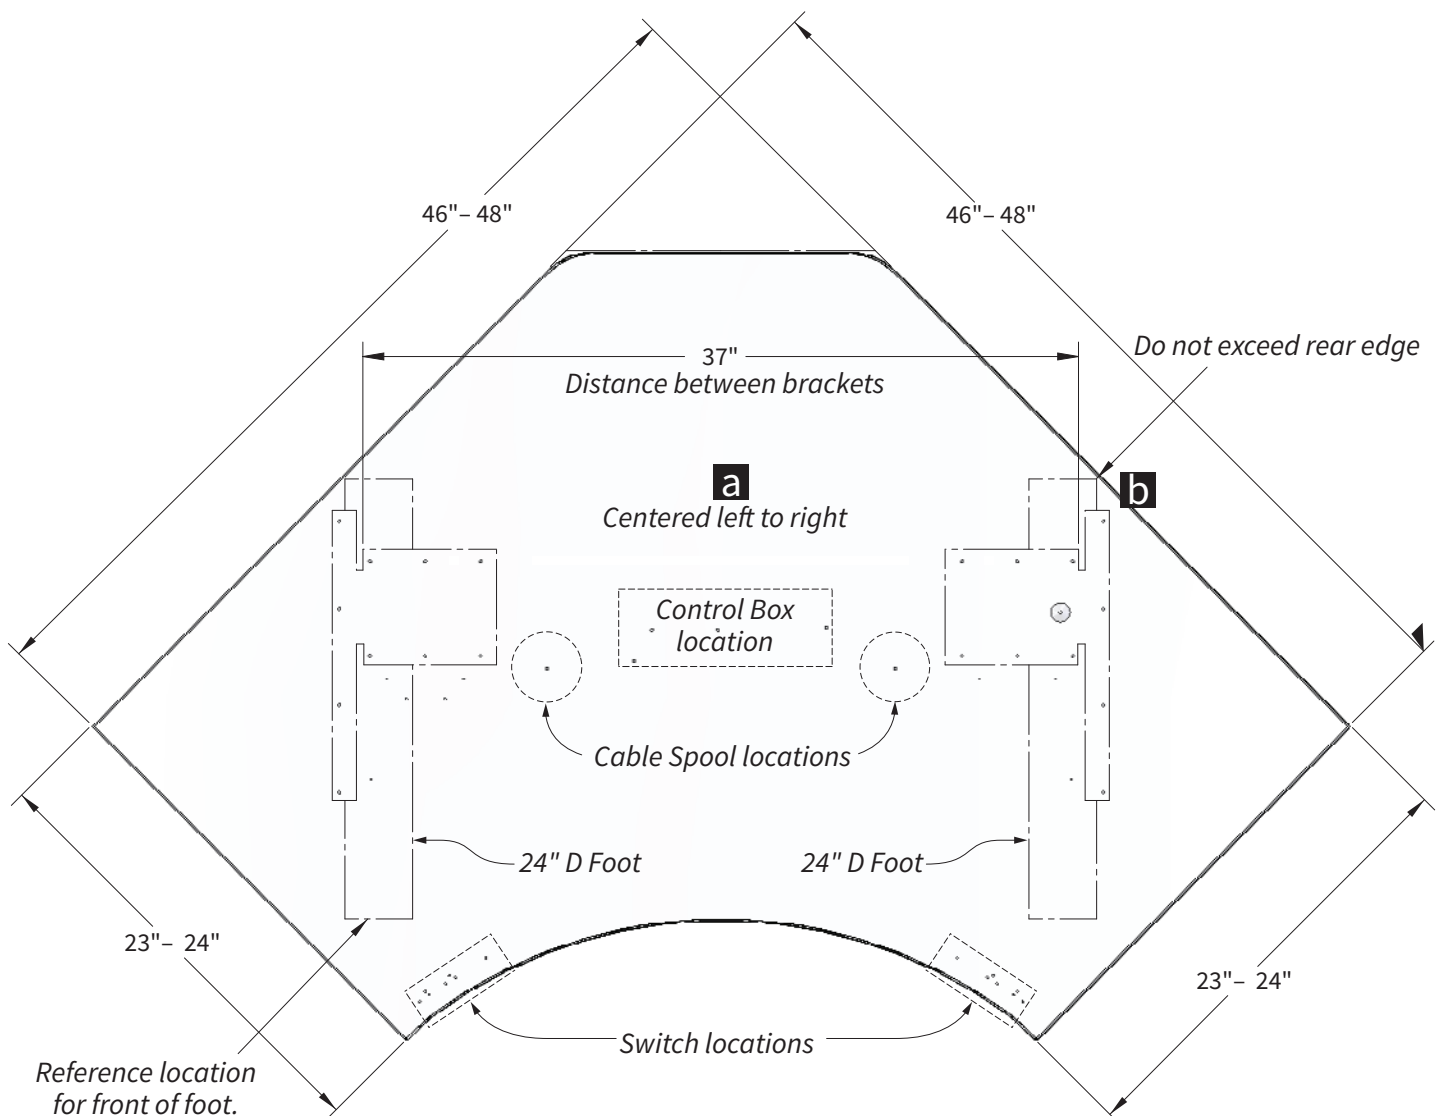 46"– 48"
46"– 48"
Do not exceed rear edge
37"
Distance between brackets
a
b
Centered left to right
Control Box
location
Cable Spool locations
24" D Foot
24" D Foot
23"– 24"
23"– 24"
Switch locations
Reference location
for front of foot.